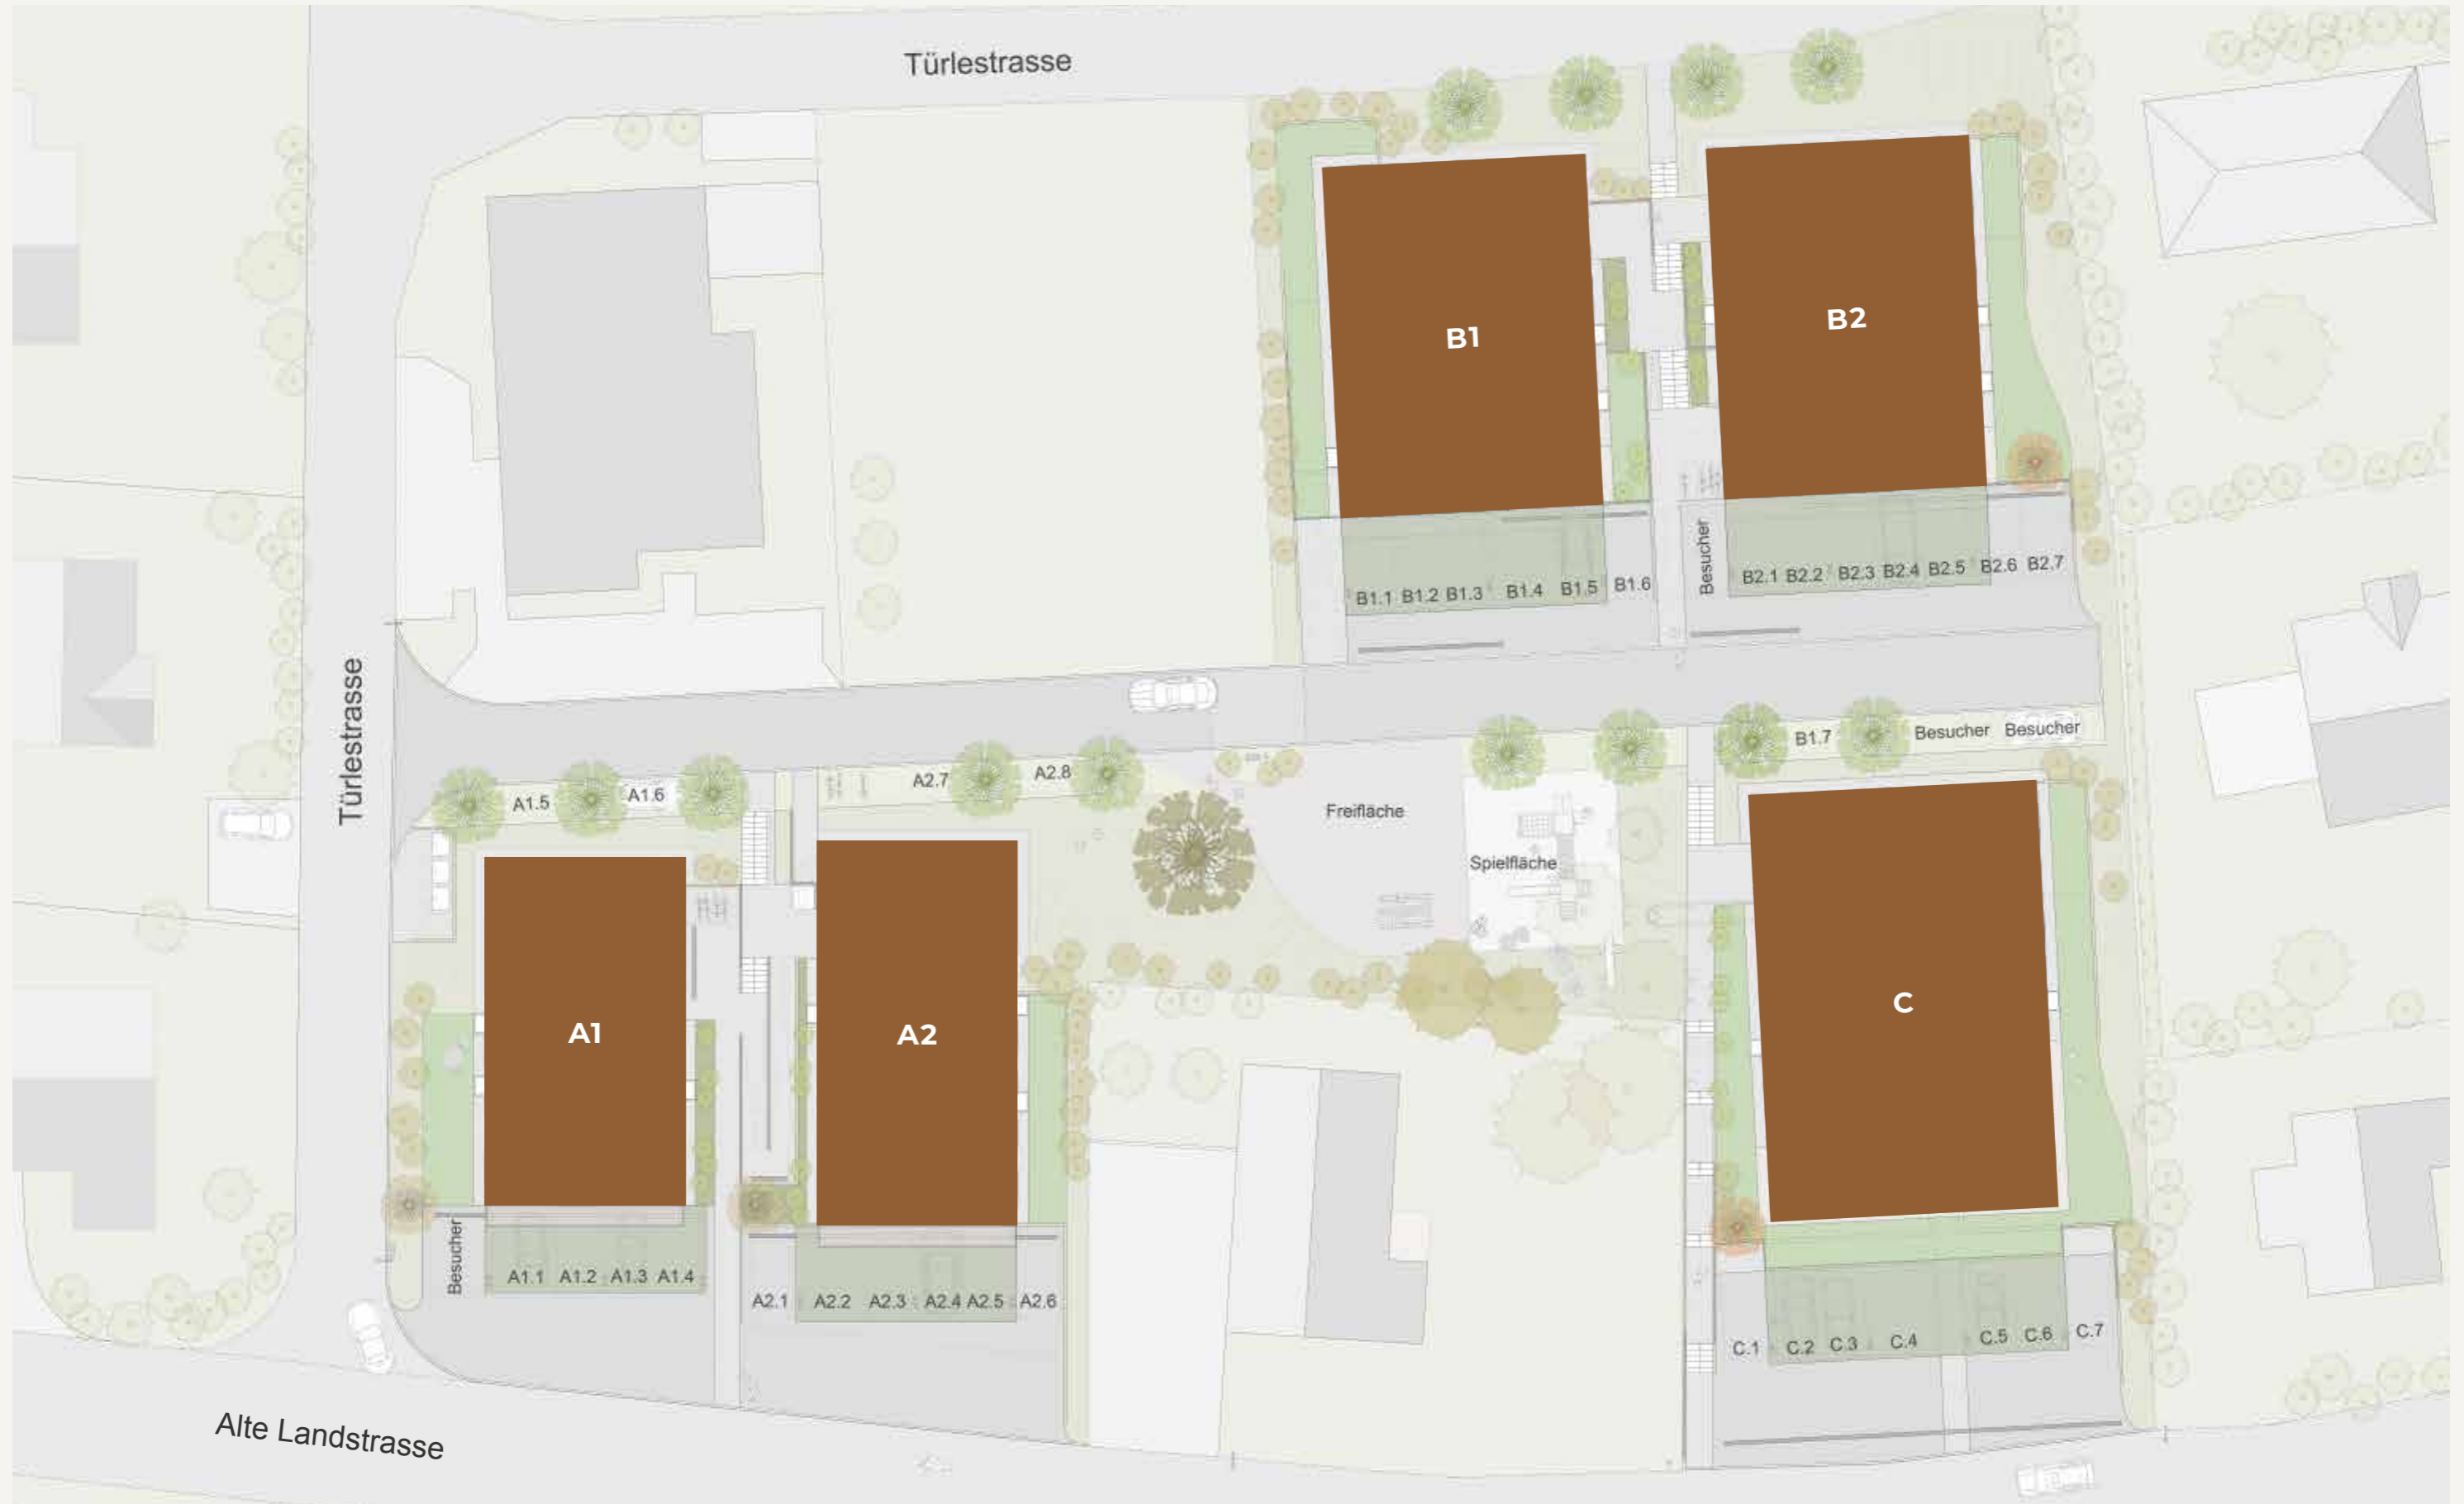 Türlestrasse
B1
B2
Besucher
B1.1 B1.2 B1.3 B1.4 B1.5 B1.6
B2.1 B2.2 B2.3 B2.4 B2.5 B2.6 B2.7
Türlestrasse
A1.5 A1.6
A2.7 A2.8
B1.7 Besucher Besucher
Freifläche
Spielfläche
A1
A2
C
Besucher
A1.1 A1.2 A1.3 A1.4
A2.1 A2.2 A2.3 A2.4 A2.5 A2.6
C.1 C.2 C.3 C.4 C.5 C.6 C.7
Alte Landstrasse